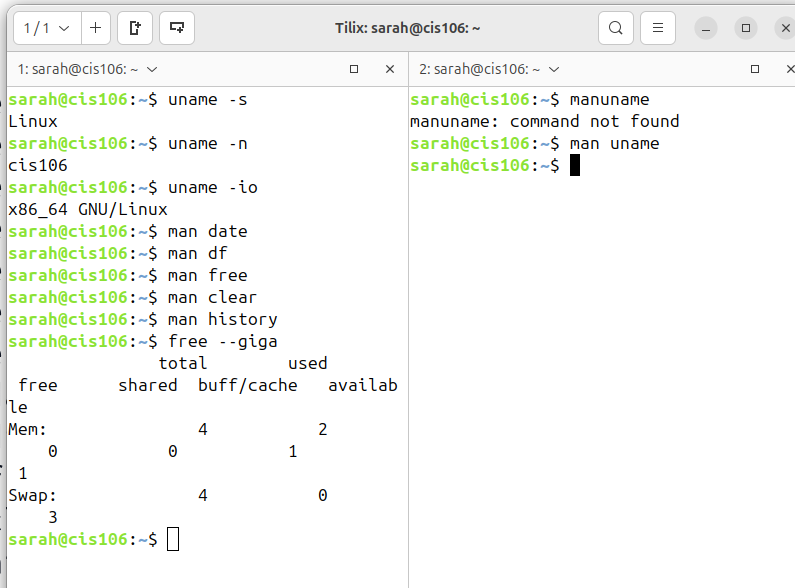 1 / 1
Tilix: sarah@cis106: ~
1: sarah@cis106: ~
sarah@cis106:~$ uname -s
Linux
sarah@cis106:~$ uname -n
cis106
sarah@cis106:~$ uname -io
x86_64 GNU/Linux
sarah@cis106:~$ man date
sarah@cis106:~$ man df
sarah@cis106:~$ man free
sarah@cis106:~$ man clear
sarah@cis106:~$ man history
sarah@cis106:~$ free --giga
total used
free shared buff/cache availab
le
Mem: 4 2
0 0 1
1
Swap: 4 0
3
sarah@cis106:~$
2: sarah@cis106: ~
sarah@cis106:~$ manuname
manuname: command not found
sarah@cis106:~$ man uname
sarah@cis106:~$